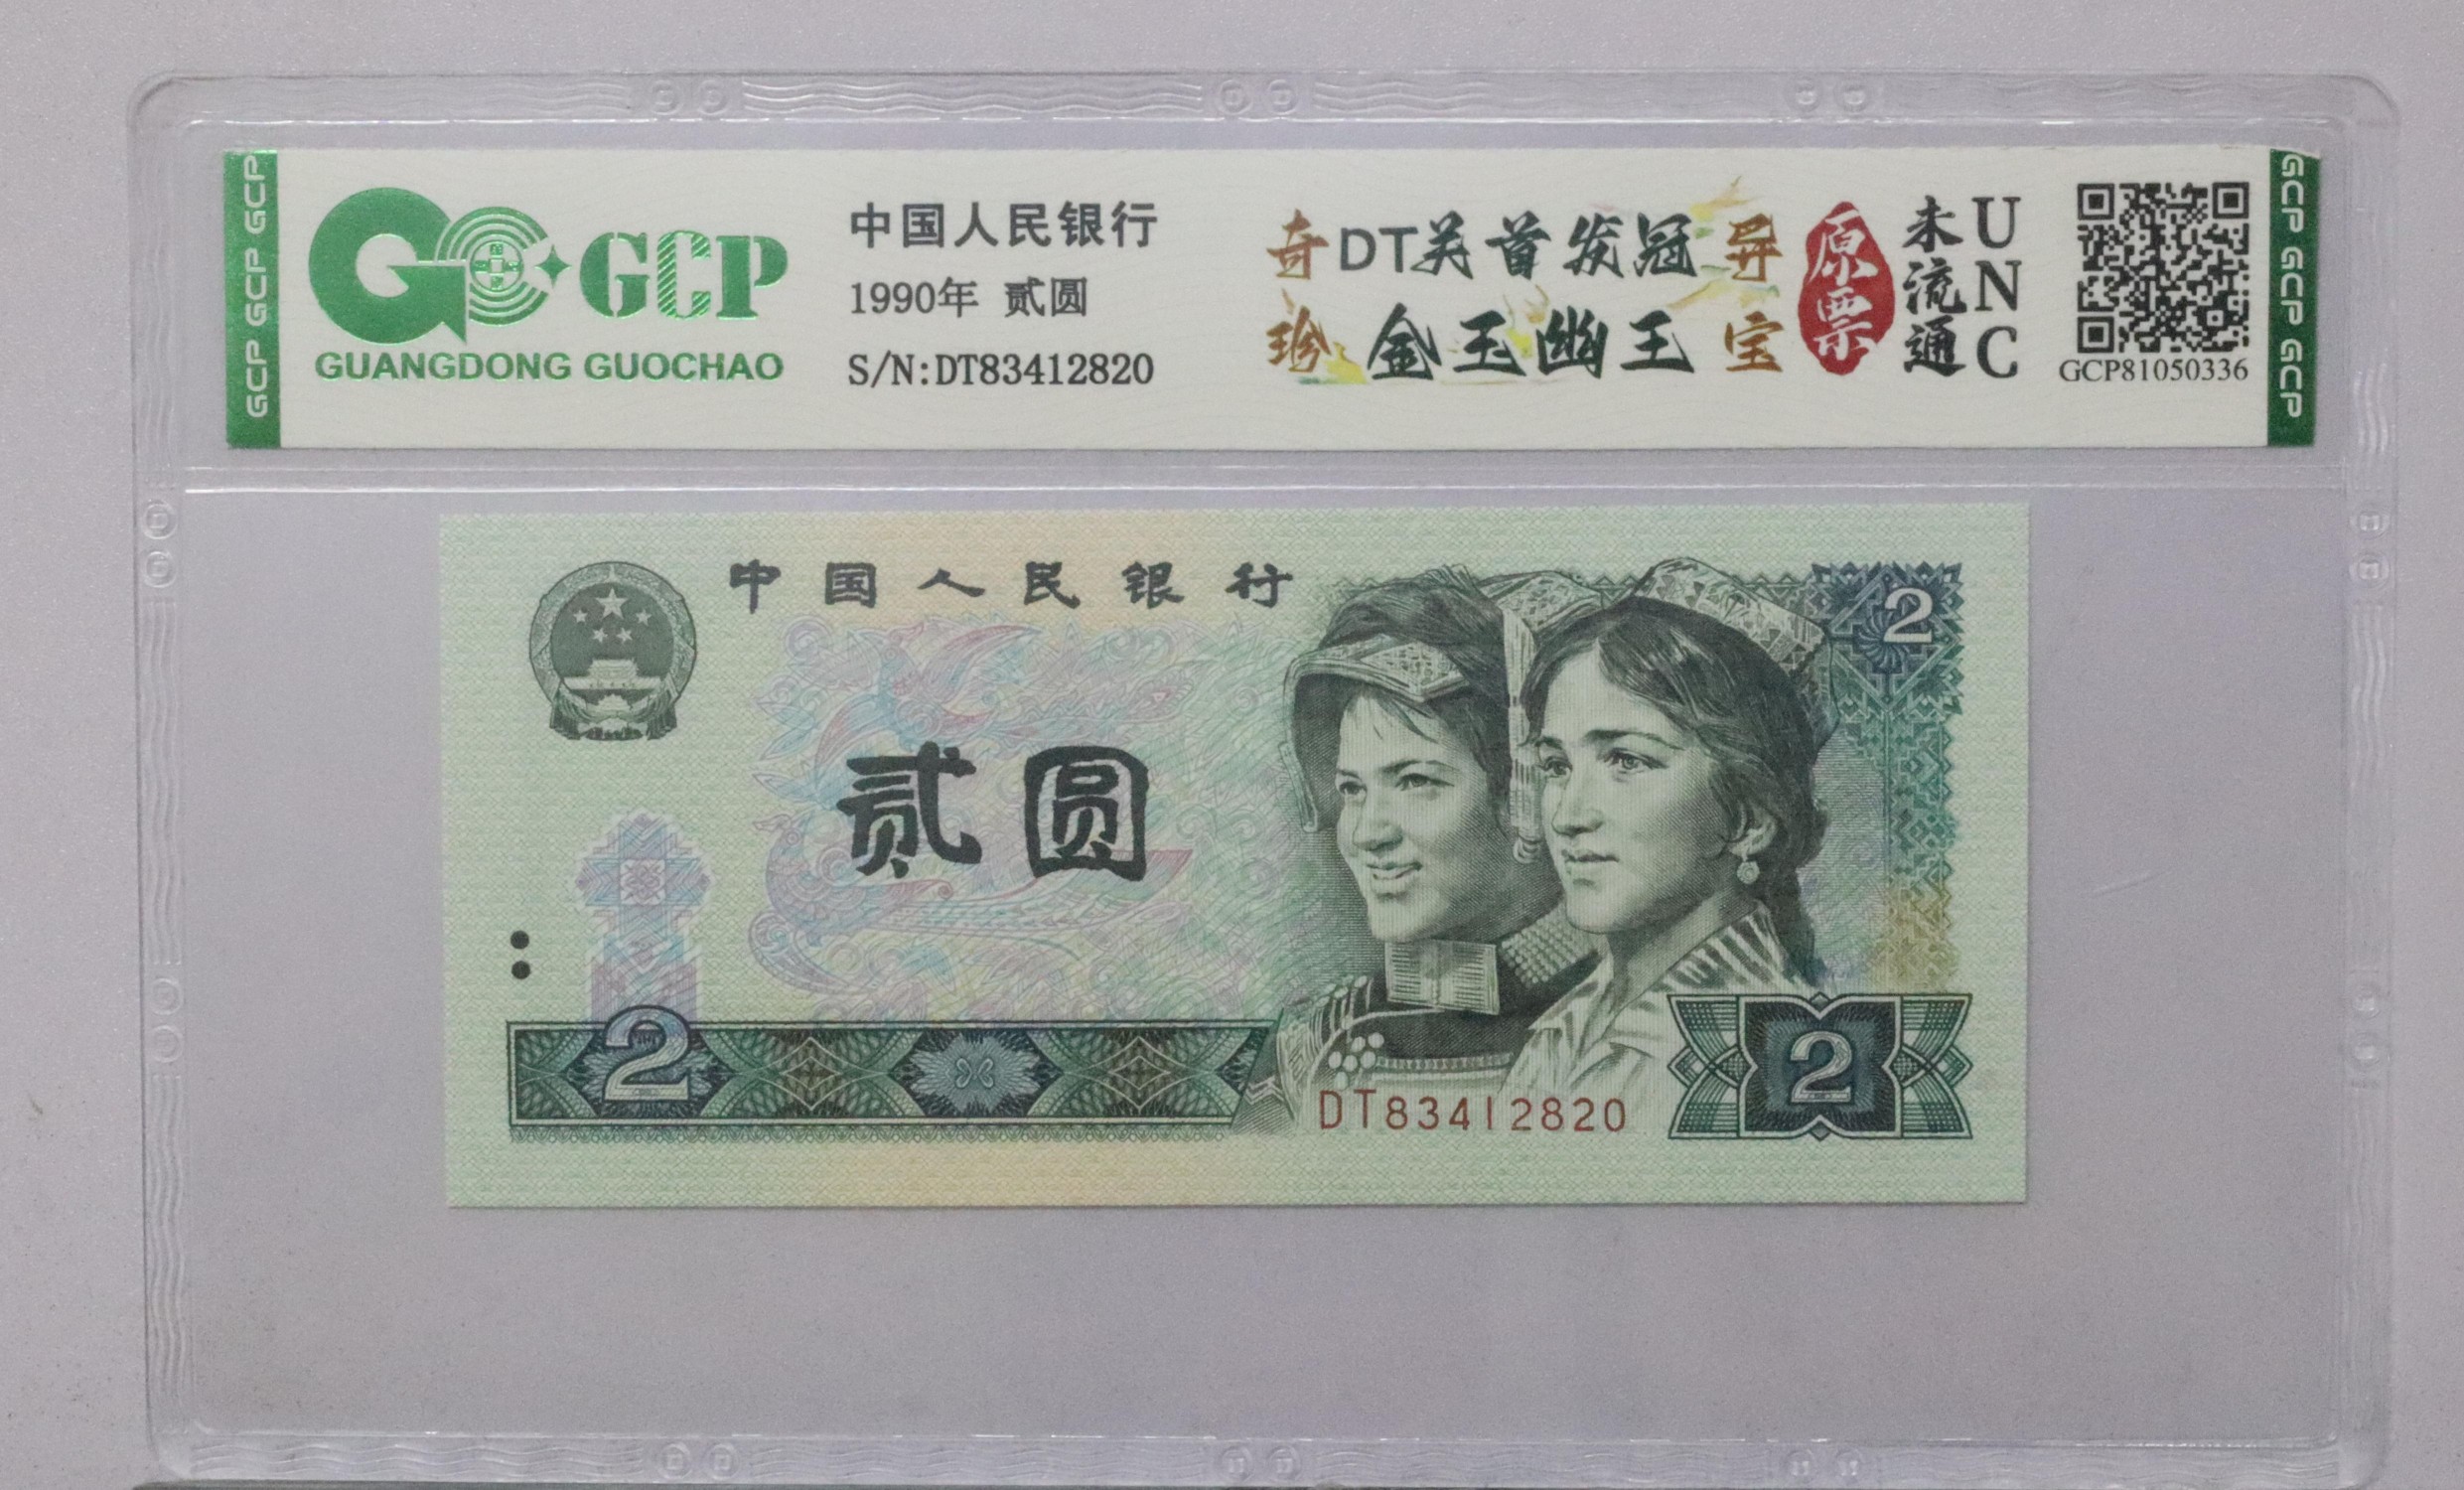 GCP GCP GCP
GCP
GUANGDONG GUOCHAO
中国人民银行
1990年 贰圆
S/N:DT83412820
奇DT关首发冠异
珍金玉幽王宝
原票
未流通
UNC
GCP81050336
GCP GCP GCP
中国人民银行
2
贰圆
2
DT83412820
2